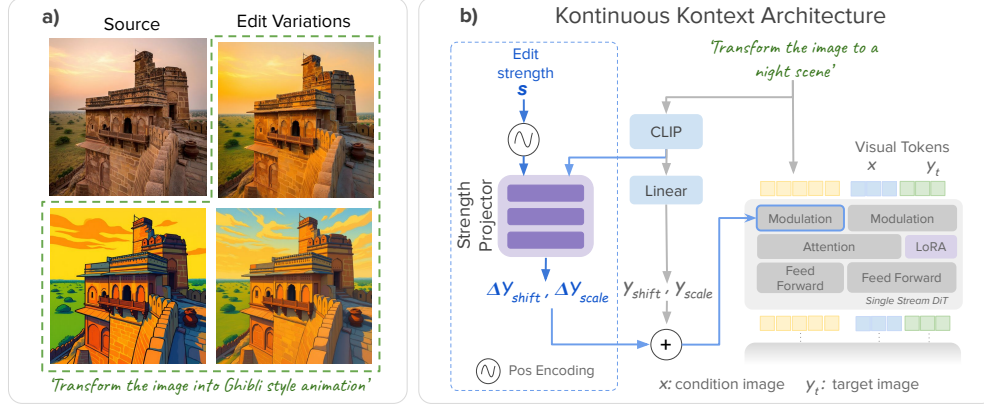 a)
Source
Edit Variations
'Transform the image into Ghibli style animation'
b)
Kontinuous Kontext Architecture
Edit
strength
s
Strength
Projector
ΔY_shift , ΔY_scale
Pos Encoding
'Transform the image to a
night scene'
CLIP
Linear
Y_shift , Y_scale
+
Visual Tokens
x
y_t
Modulation
Modulation
Attention
LoRA
Feed
Forward
Feed Forward
Single Stream DiT
x: condition image
y_t: target image